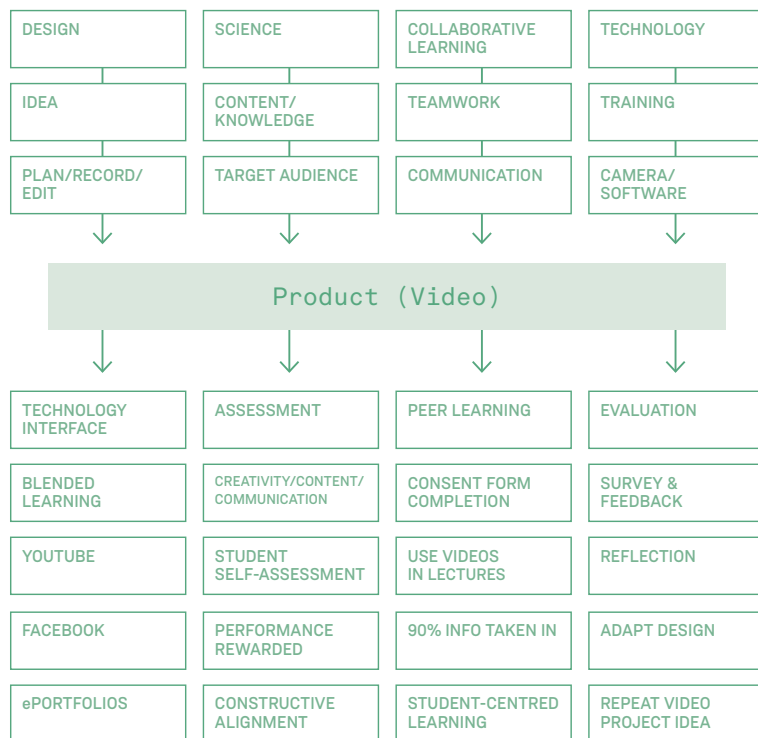 DESIGN
IDEA
PLAN/RECORD/
EDIT
SCIENCE
CONTENT/
KNOWLEDGE
TARGET AUDIENCE
COLLABORATIVE
LEARNING
TEAMWORK
COMMUNICATION
TECHNOLOGY
TRAINING
CAMERA/
SOFTWARE
Product (Video)
TECHNOLOGY
INTERFACE
BLENDED
LEARNING
YOUTUBE
FACEBOOK
ePORTFOLIOS
ASSESSMENT
CREATIVITY/CONTENT/
COMMUNICATION
STUDENT
SELF-ASSESSMENT
PERFORMANCE
REWARDED
CONSTRUCTIVE
ALIGNMENT
PEER LEARNING
CONSENT FORM
COMPLETION
USE VIDEOS
IN LECTURES
90% INFO TAKEN IN
STUDENT-CENTRED
LEARNING
EVALUATION
SURVEY &
FEEDBACK
REFLECTION
ADAPT DESIGN
REPEAT VIDEO
PROJECT IDEA